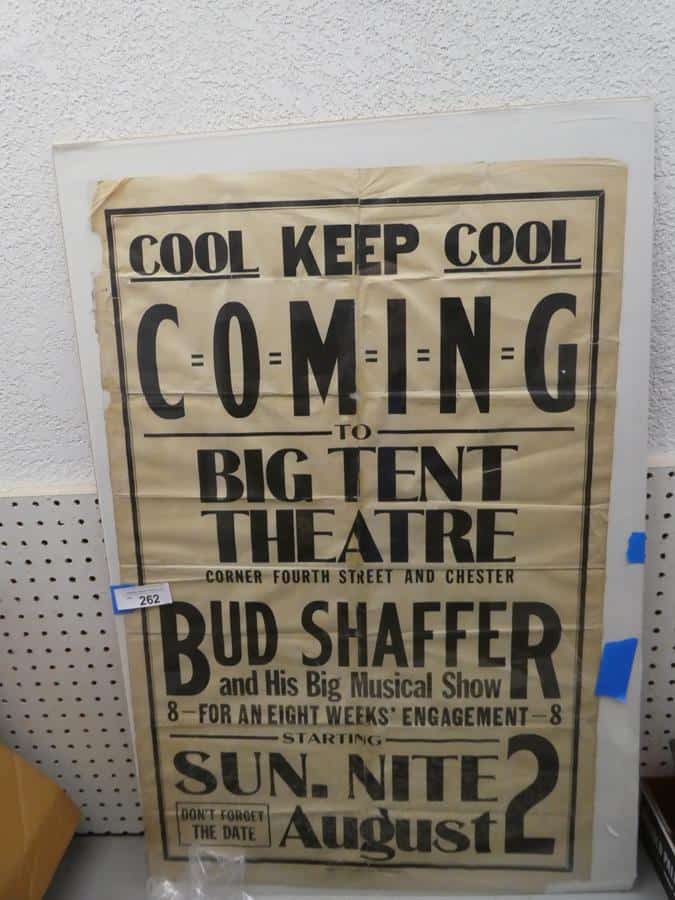 COOL KEEP COOL
C=O=M=I=N=G
TO
BIG TENT
THEATRE
CORNER FOURTH STREET AND CHESTER
262
BUD SHAFFER
and His Big Musical Show
8-FOR AN EIGHT WEEKS' ENGAGEMENT-8
STARTING
SUN. NITE
DON'T FORGET
THE DATE
August 2